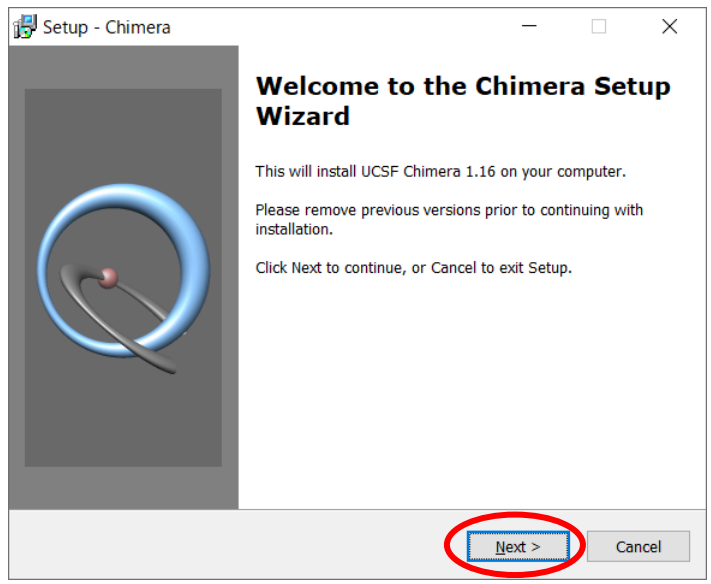 Setup - Chimera
Welcome to the Chimera Setup
Wizard
This will install UCSF Chimera 1.16 on your computer.
Please remove previous versions prior to continuing with
installation.
Click Next to continue, or Cancel to exit Setup.
Next >
Cancel